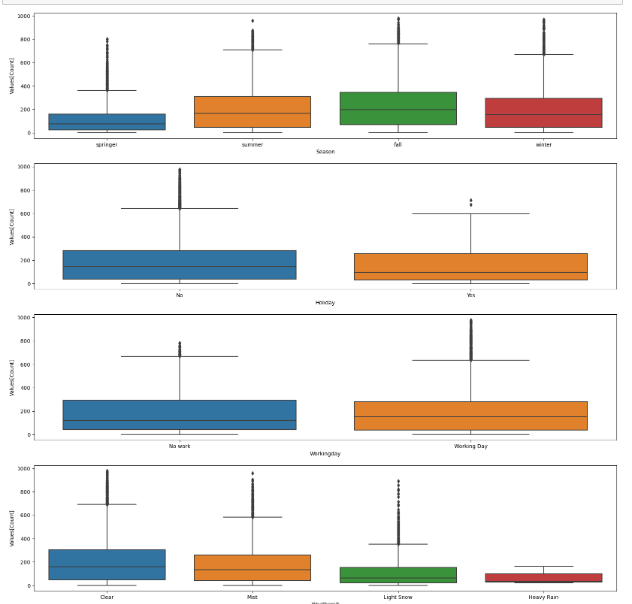 1000
800
600
400
200
0
Values[Count]
springer summer fall winter
Season
1000
800
600
400
200
0
Values[Count]
No Yes
Holiday
1000
800
600
400
200
0
Values[Count]
No work Working Day
Workingday
1000
800
600
400
200
0
Values[Count]
Clear Mist Light Snow Heavy Rain